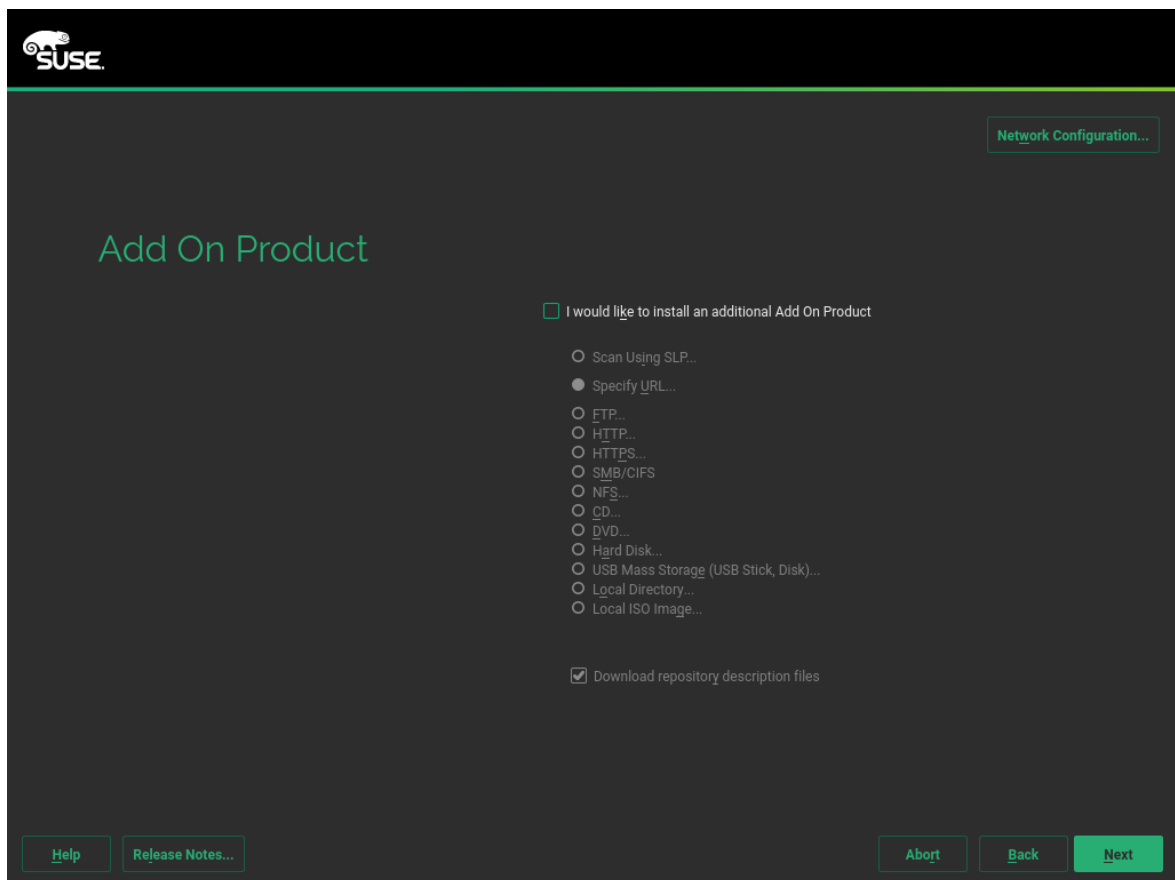 SUSE.
Network Configuration...
Add On Product
I would like to install an additional Add On Product
Scan Using SLP...
Specify URL...
FTP...
HTTP...
HTTPS...
SMB/CIFS
NFS...
CD...
DVD...
Hard Disk...
USB Mass Storage (USB Stick, Disk)...
Local Directory...
Local ISO Image...
Download repository description files
Help Release Notes... Abort Back Next